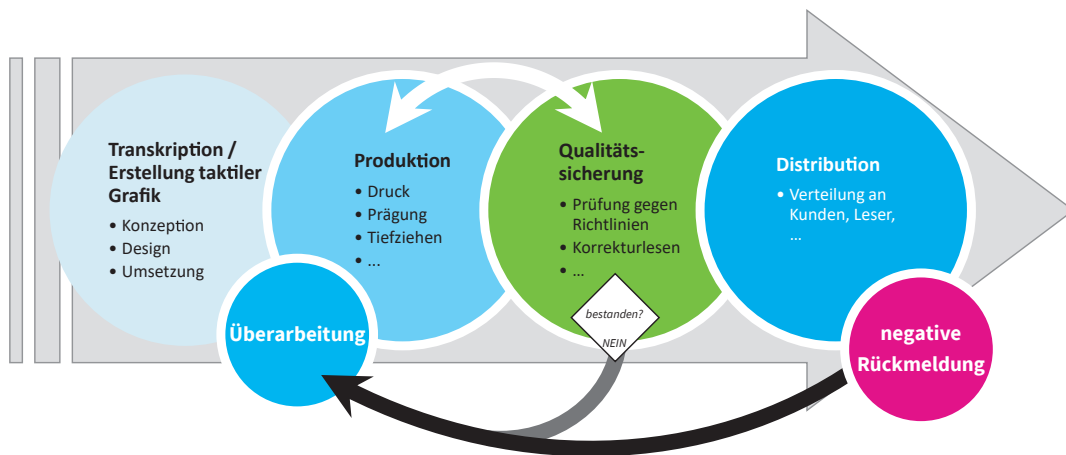 Transkription /
Erstellung taktiler
Grafik
• Konzeption
• Design
• Umsetzung
Überarbeitung
Produktion
• Druck
• Prägung
• Tiefziehen
• ...
Qualitäts-
sicherung
• Prüfung gegen
Richtlinien
• Korrekturlesen
• ...
bestanden?
NEIN
Distribution
• Verteilung an
Kunden, Leser,
...
negative
Rückmeldung